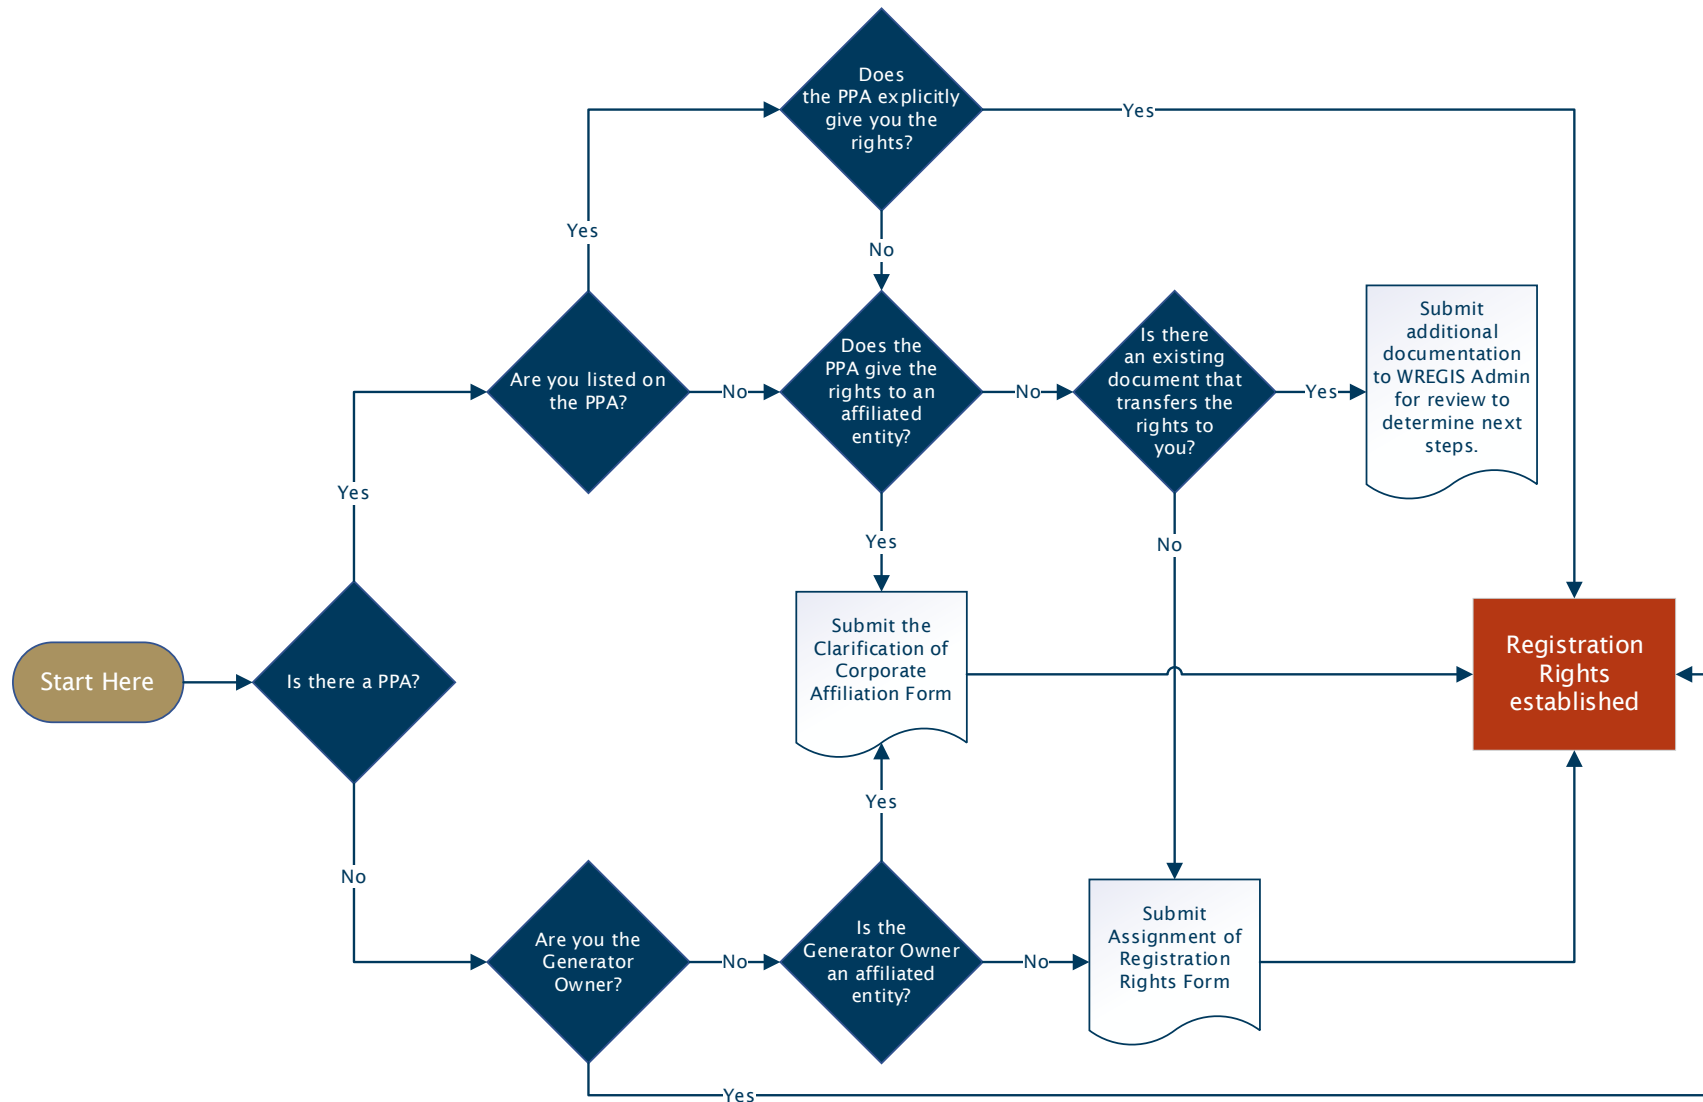 Does
the PPA explicitly
give you the
rights?
Yes
Yes
No
Are you listed on
the PPA?
No
Does the
PPA give the
rights to an
affiliated
entity?
No
Is there
an existing
document that
transfers the
rights to
you?
Yes
Submit
additional
documentation
to WREGIS Admin
for review to
determine next
steps.
Yes
Yes
No
Start Here
Is there a PPA?
Submit the
Clarification of
Corporate
Affiliation Form
Registration
Rights
established
Yes
No
Are you the
Generator
Owner?
No
Is the
Generator Owner
an affiliated
entity?
No
Submit
Assignment of
Registration
Rights Form
Yes